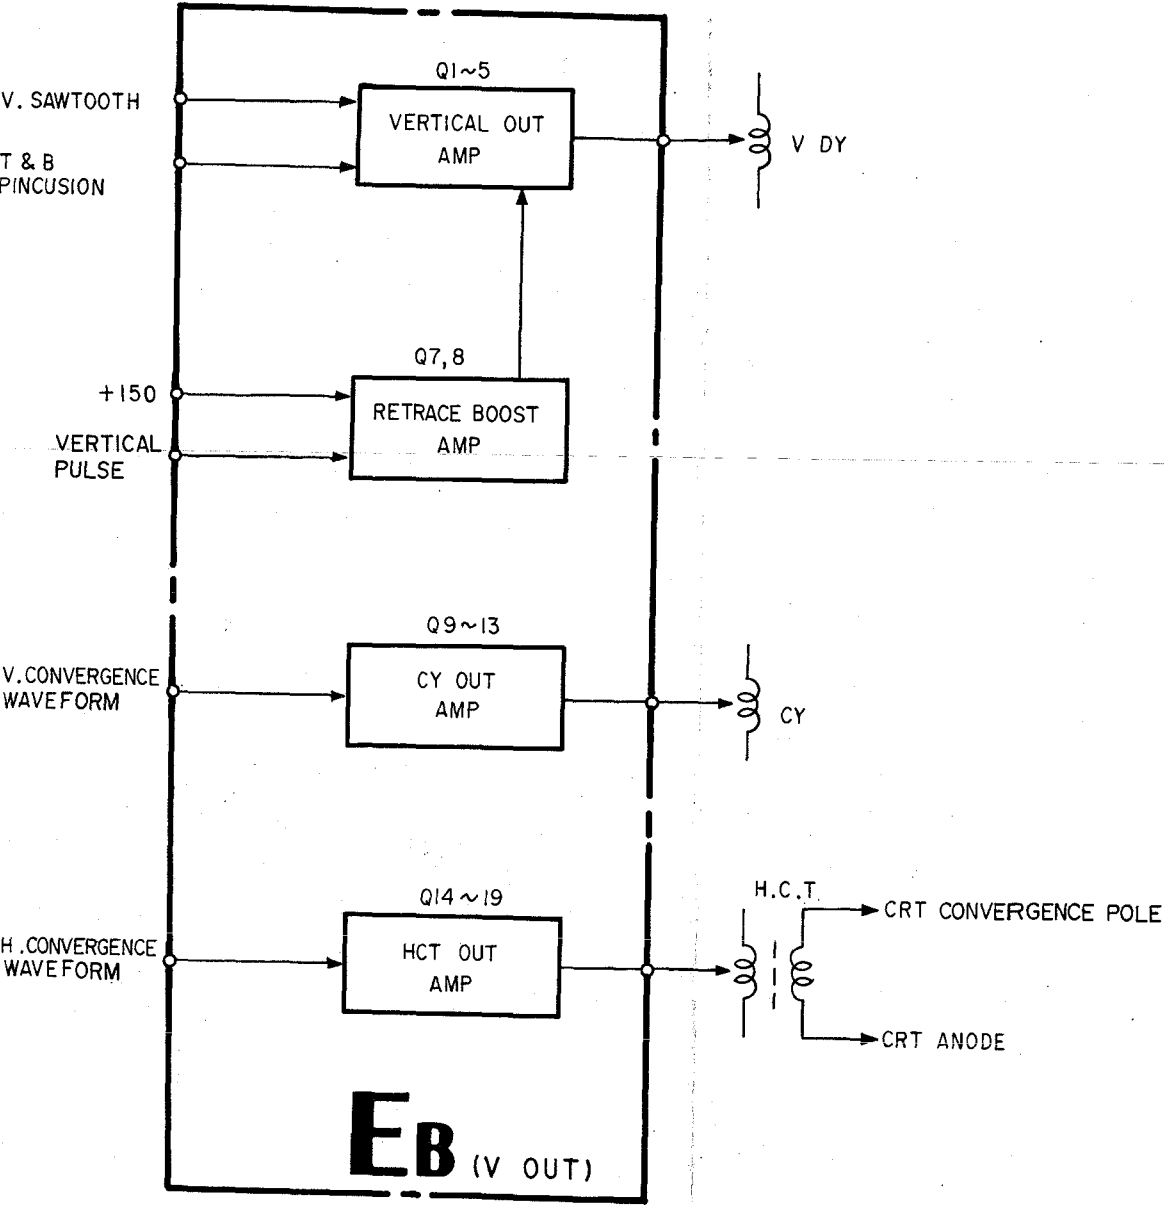 Q1~5
V. SAWTOOTH
VERTICAL OUT
AMP
V DY
T & B
PINCUSION
Q7, 8
+150
RETRACE BOOST
AMP
VERTICAL
PULSE
Q9~13
V. CONVERGENCE
WAVEFORM
CY OUT
AMP
CY
Q14~19
H.C.T.
CRT CONVERGENCE POLE
H. CONVERGENCE
WAVEFORM
HCT OUT
AMP
CRT ANODE
EB (V OUT)